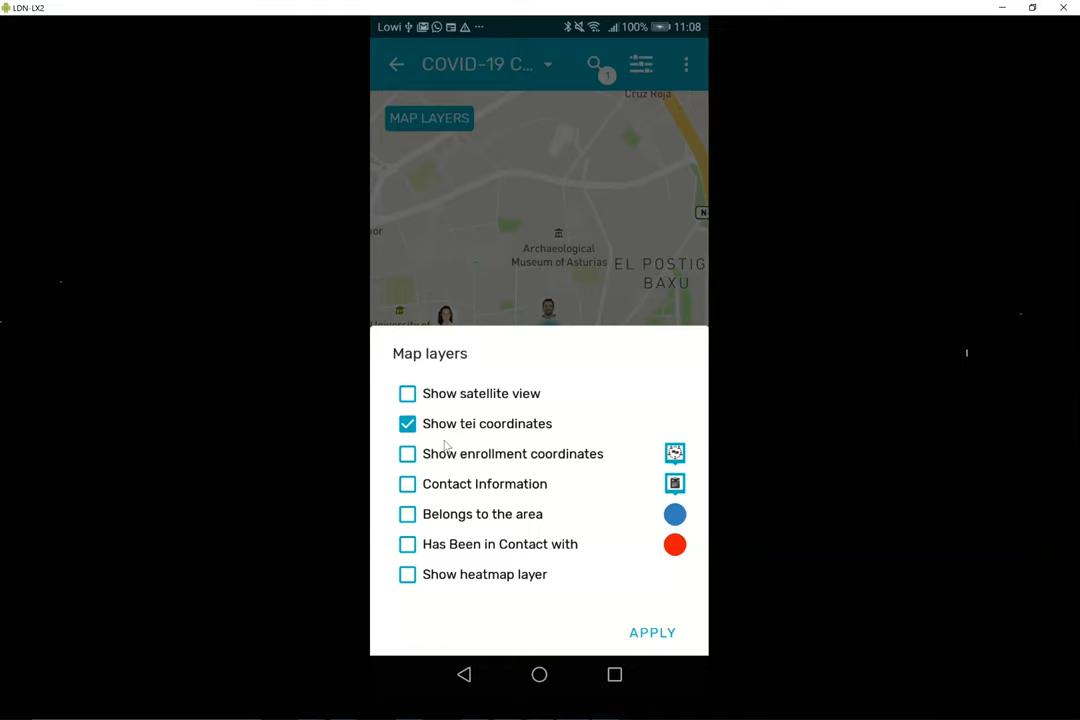 LDN-LX2
Lowi 100% 11:08
COVID-19 C...
1
Cruz Roja
MAP LAYERS
N
Archaeological
Museum of Asturias
EL POSTIG
BAXU
University of
Map layers
Show satellite view
Show tei coordinates
Show enrollment coordinates
Contact Information
Belongs to the area
Has Been in Contact with
Show heatmap layer
APPLY